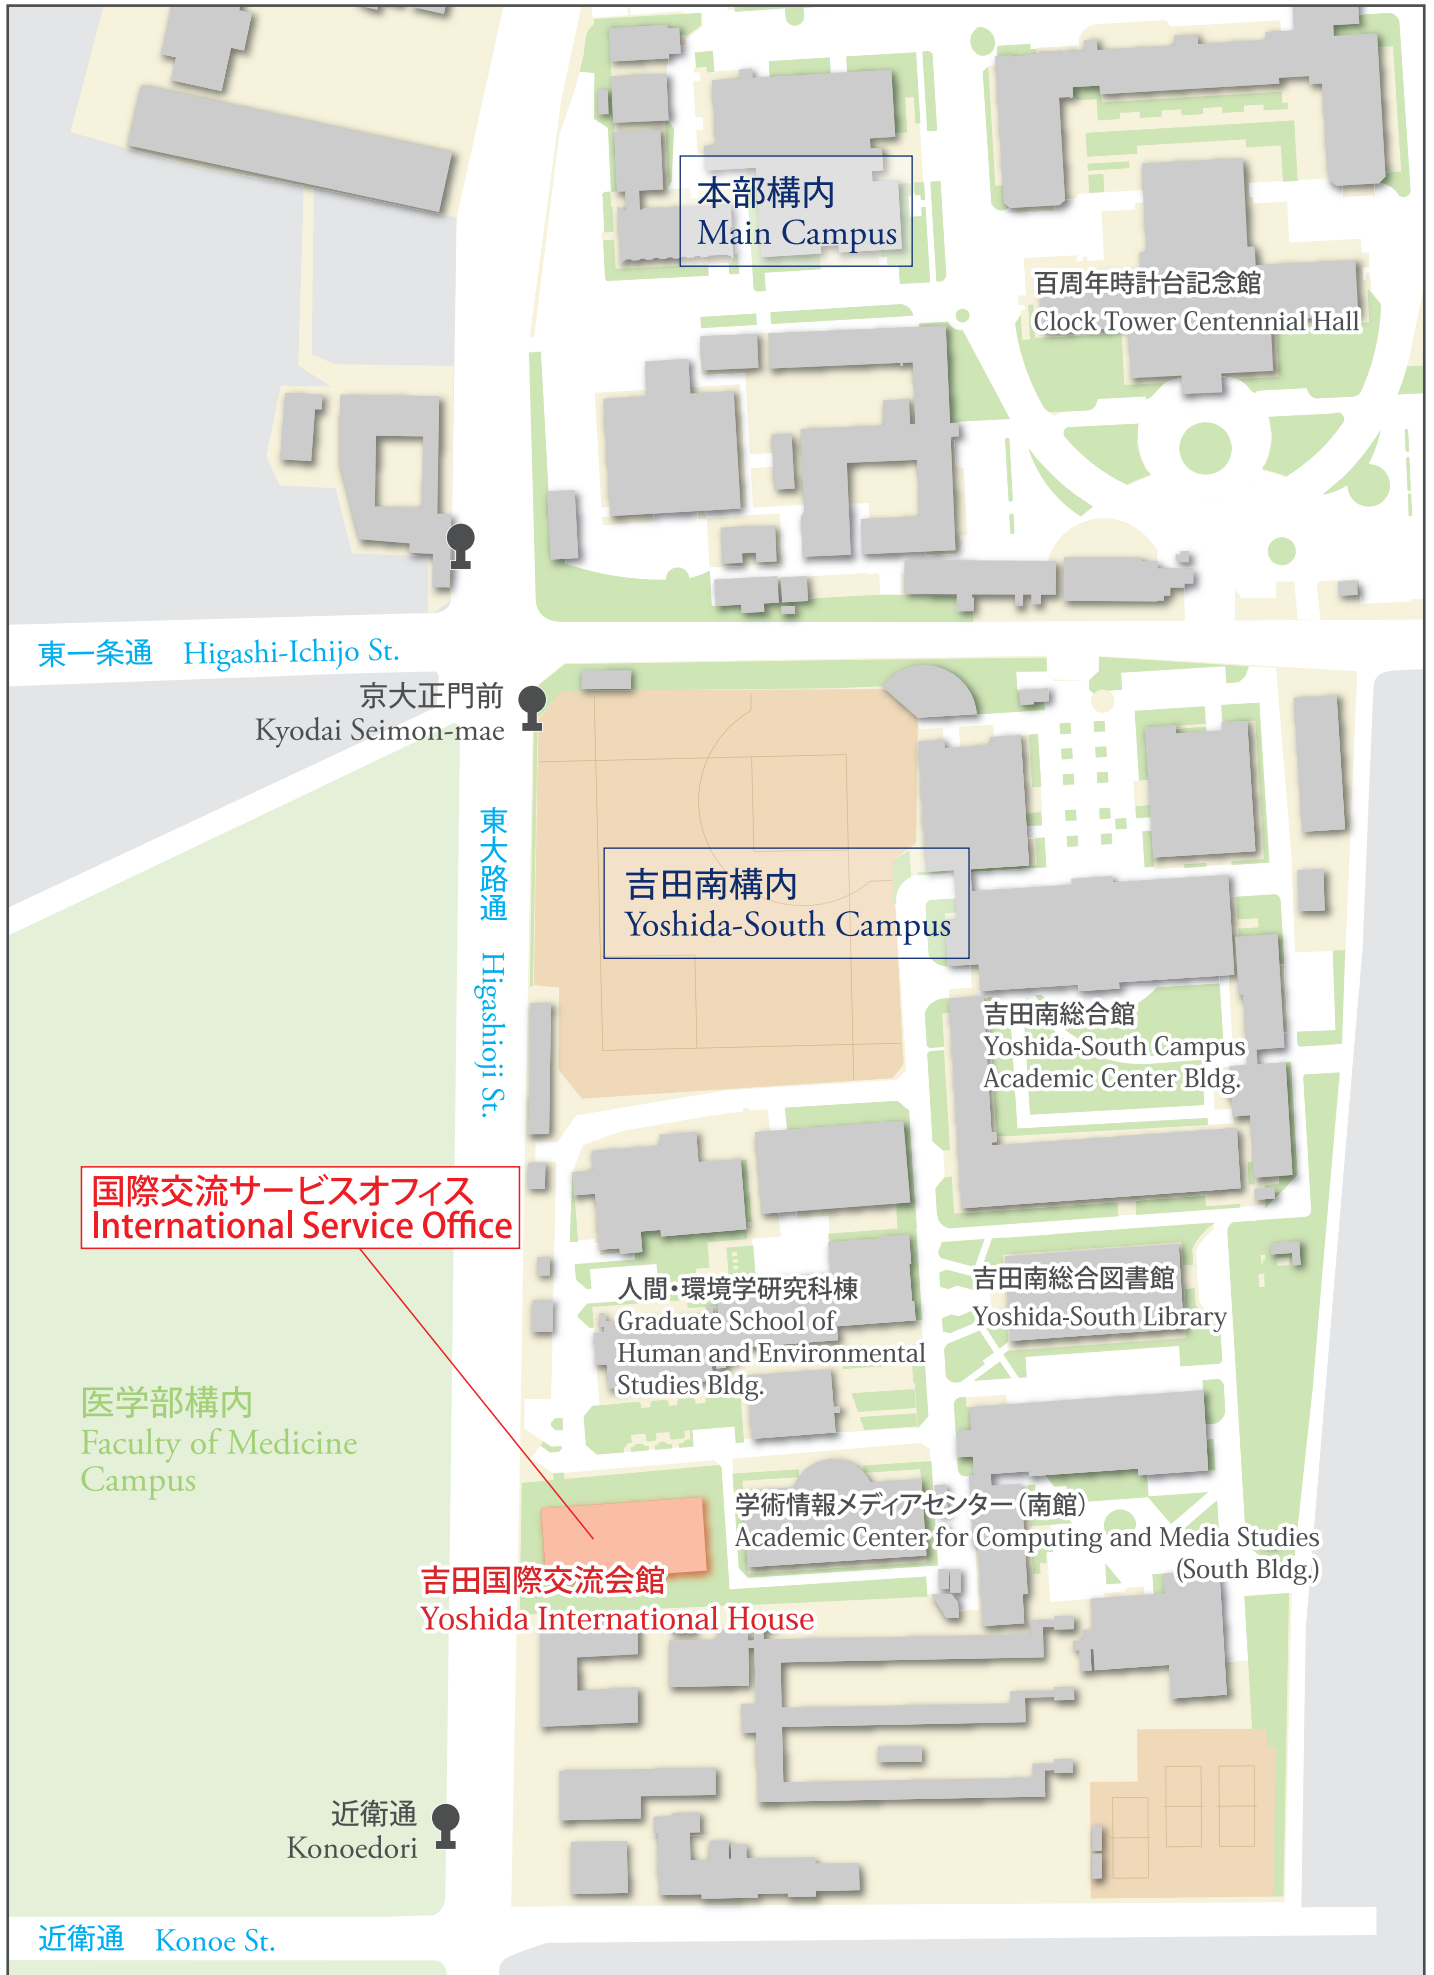 本部構内
Main Campus
百周年時計台記念館
Clock Tower Centennial Hall
東一条通 Higashi-Ichijo St.
京大正門前
Kyodai Seimon-mae
東大路通 Higashioji St.
吉田南構内
Yoshida-South Campus
吉田南総合館
Yoshida-South Campus
Academic Center Bldg.
国際交流サービスオフィス
International Service Office
人間・環境学研究科棟
Graduate School of
Human and Environmental
Studies Bldg.
吉田南総合図書館
Yoshida-South Library
医学部構内
Faculty of Medicine
Campus
学術情報メディアセンター（南館）
Academic Center for Computing and Media Studies
(South Bldg.)
吉田国際交流会館
Yoshida International House
近衛通
Konoedori
近衛通 Konoe St.